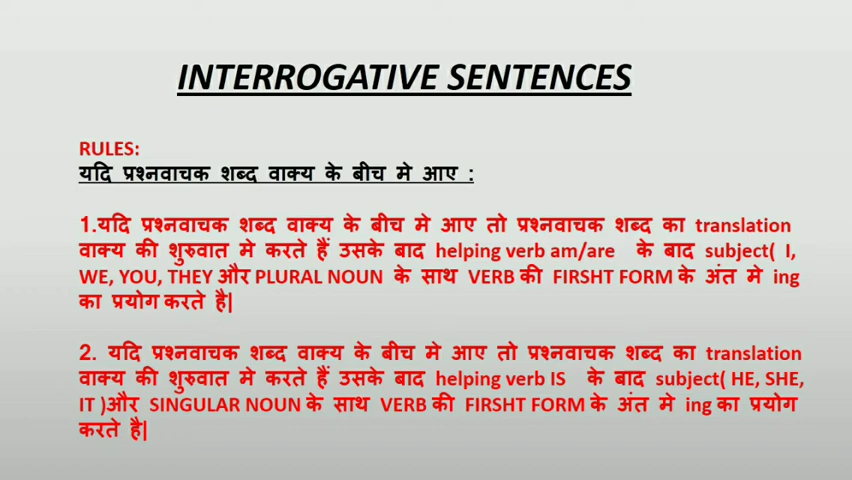 INTERROGATIVE SENTENCES
RULES:
यदि प्रश्नवाचक शब्द वाक्य के बीच मे आए :
1.यदि प्रश्नवाचक शब्द वाक्य के बीच मे आए तो प्रश्नवाचक शब्द का translation
वाक्य की शुरुवात मे करते हैं उसके बाद helping verb am/are के बाद subject( I,
WE, YOU, THEY और PLURAL NOUN के साथ VERB की FIRSHT FORM के अंत मे ing
का प्रयोग करते है|
2. यदि प्रश्नवाचक शब्द वाक्य के बीच मे आए तो प्रश्नवाचक शब्द का translation
वाक्य की शुरुवात मे करते हैं उसके बाद helping verb IS के बाद subject( HE, SHE,
IT )और SINGULAR NOUN के साथ VERB की FIRSHT FORM के अंत मे ing का प्रयोग
करते है|